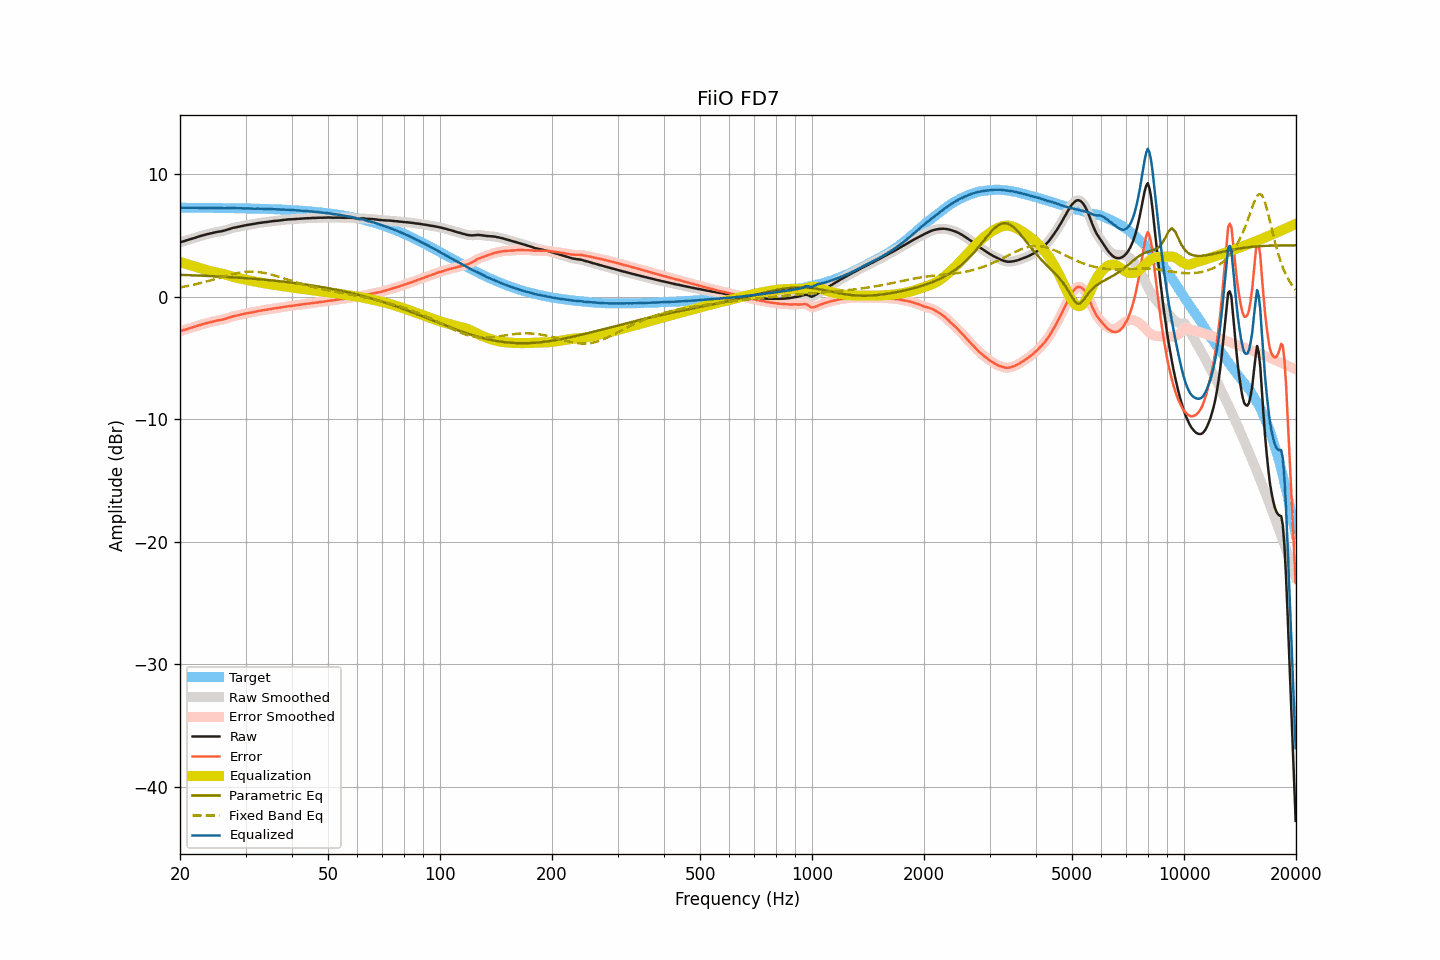 FiiO FD7
Amplitude (dBr)
10
0
−10
−20
−30
−40
Target
Raw Smoothed
Error Smoothed
Raw
Error
Equalization
Parametric Eq
Fixed Band Eq
Equalized
20 50 100 200 500 1000 2000 5000 10000 20000
Frequency (Hz)